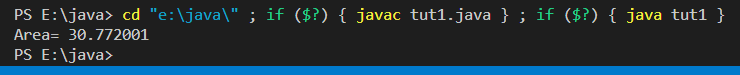 PS E:\java> cd "e:\java\" ; if ($?) { javac tut1.java } ; if ($?) { java tut1 }
Area= 30.772001
PS E:\java>